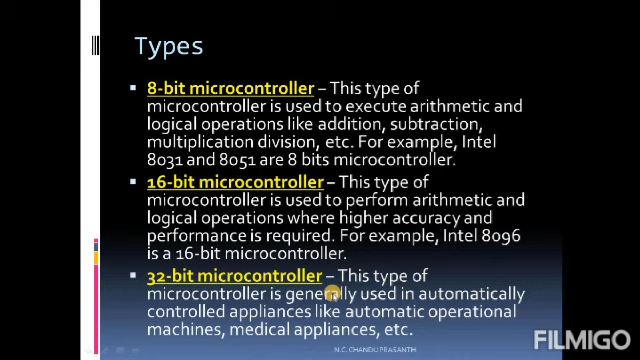 Types
8-bit microcontroller – This type of
microcontroller is used to execute arithmetic and
logical operations like addition, subtraction,
multiplication division, etc. For example, Intel
8031 and 8051 are 8 bits microcontroller.
16-bit microcontroller – This type of
microcontroller is used to perform arithmetic and
logical operations where higher accuracy and
performance is required. For example, Intel 8096
is a 16-bit microcontroller.
32-bit microcontroller – This type of
microcontroller is generally used in automatically
controlled appliances like automatic operational
machines, medical appliances, etc.
N.C. CHANDU PRASANTH
FILMIGO